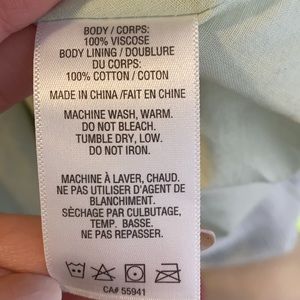 BODY / CORPS:
100% VISCOSE
BODY LINING / DOUBLURE
DU CORPS:
100% COTTON / COTON
MADE IN CHINA /FAIT EN CHINE
MACHINE WASH, WARM.
DO NOT BLEACH.
TUMBLE DRY, LOW.
DO NOT IRON.
MACHINE À LAVER, CHAUD.
NE PAS UTILISER D'AGENT DE
BLANCHIMENT.
SÈCHAGE PAR CULBUTAGE,
TEMP. BASSE.
NE PAS REPASSER.
CA# 55941